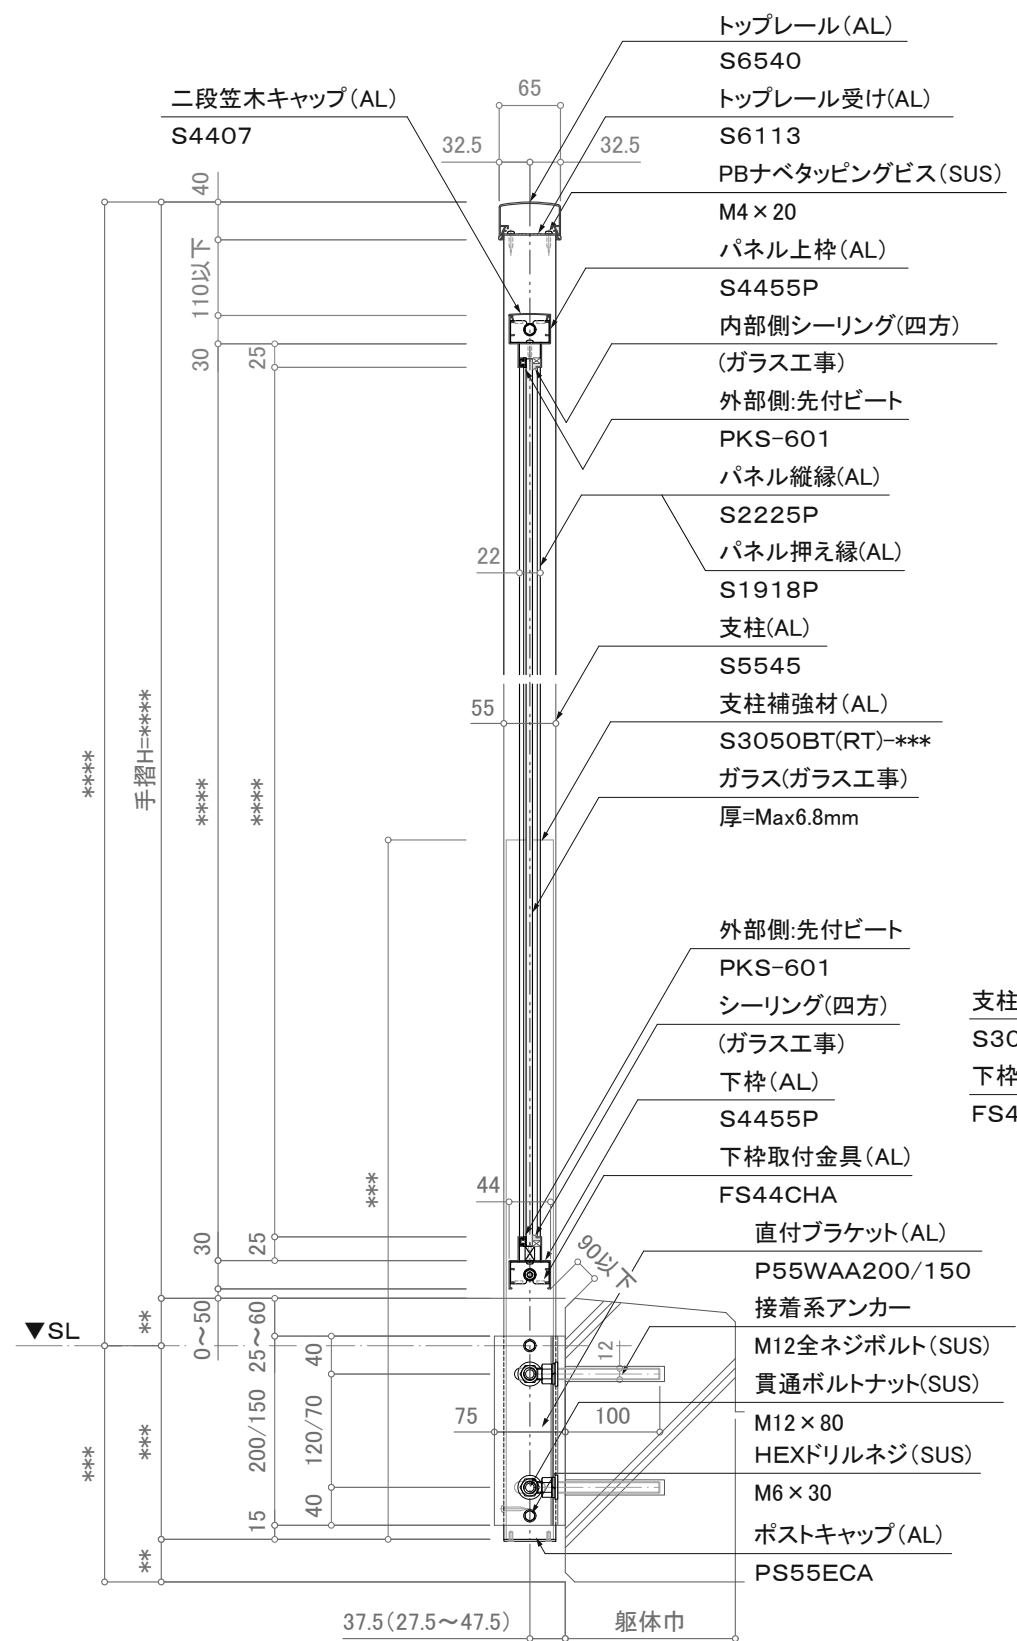 トップレール(AL)
S6540
二段笠木キャップ(AL)
S4407
65
トップレール受け(AL)
S6113
32.5
32.5
PBナベタッピングビス(SUS)
M4×20
40
110以下
30
25
パネル上枠(AL)
S4455P
内部側シーリング(四方)
(ガラス工事)
外部側:先付ビート
PKS-601
パネル縦縁(AL)
S2225P
22
パネル押え縁(AL)
S1918P
支柱(AL)
S5545
55
支柱補強材(AL)
S3050BT(RT)-***
ガラス(ガラス工事)
厚=Max6.8mm
****
手摺H=****
****
****
***
外部側:先付ビート
PKS-601
シーリング(四方)
(ガラス工事)
支柱
S30
下枠
FS4
下枠(AL)
S4455P
下枠取付金具(AL)
FS44CHA
44
30
25
90以下
直付ブラケット(AL)
P55WAA200/150
接着系アンカー
M12全ネジボルト(SUS)
▼SL
**
0~50
25~60
40
12
貫通ボルトナット(SUS)
M12×80
75
100
***
***
200/150
120/70
HEXドリルネジ(SUS)
M6×30
15
40
ポストキャップ(AL)
PS55ECA
**
37.5(27.5~47.5)
躯体巾